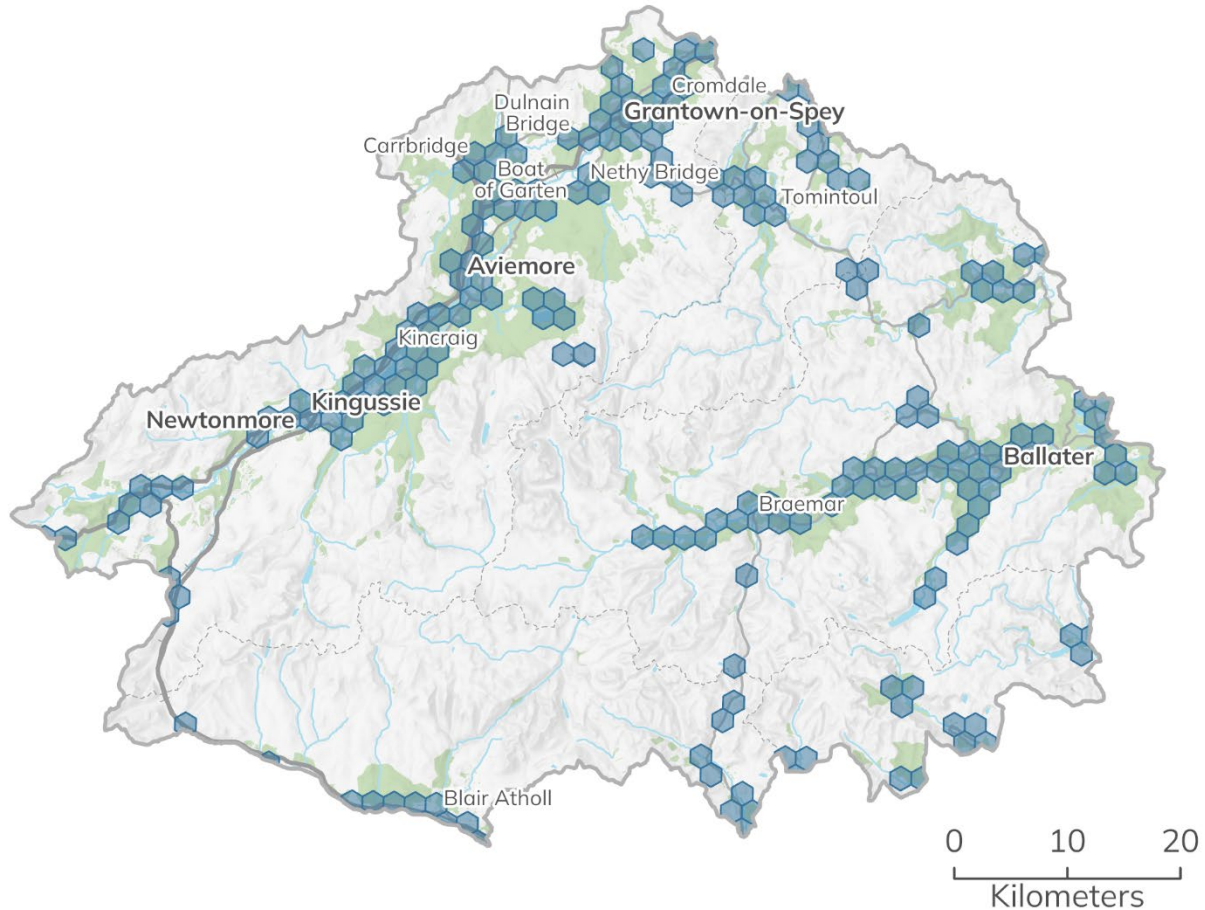 Cromdale
Grantown-on-Spey
Dulnain
Bridge
Carrbridge
Boat
of Garten
Nethy Bridge
Tomintoul
Aviemore
Kincraig
Kingussie
Newtonmore
Ballater
Braemar
Blair Atholl
0 10 20
Kilometers